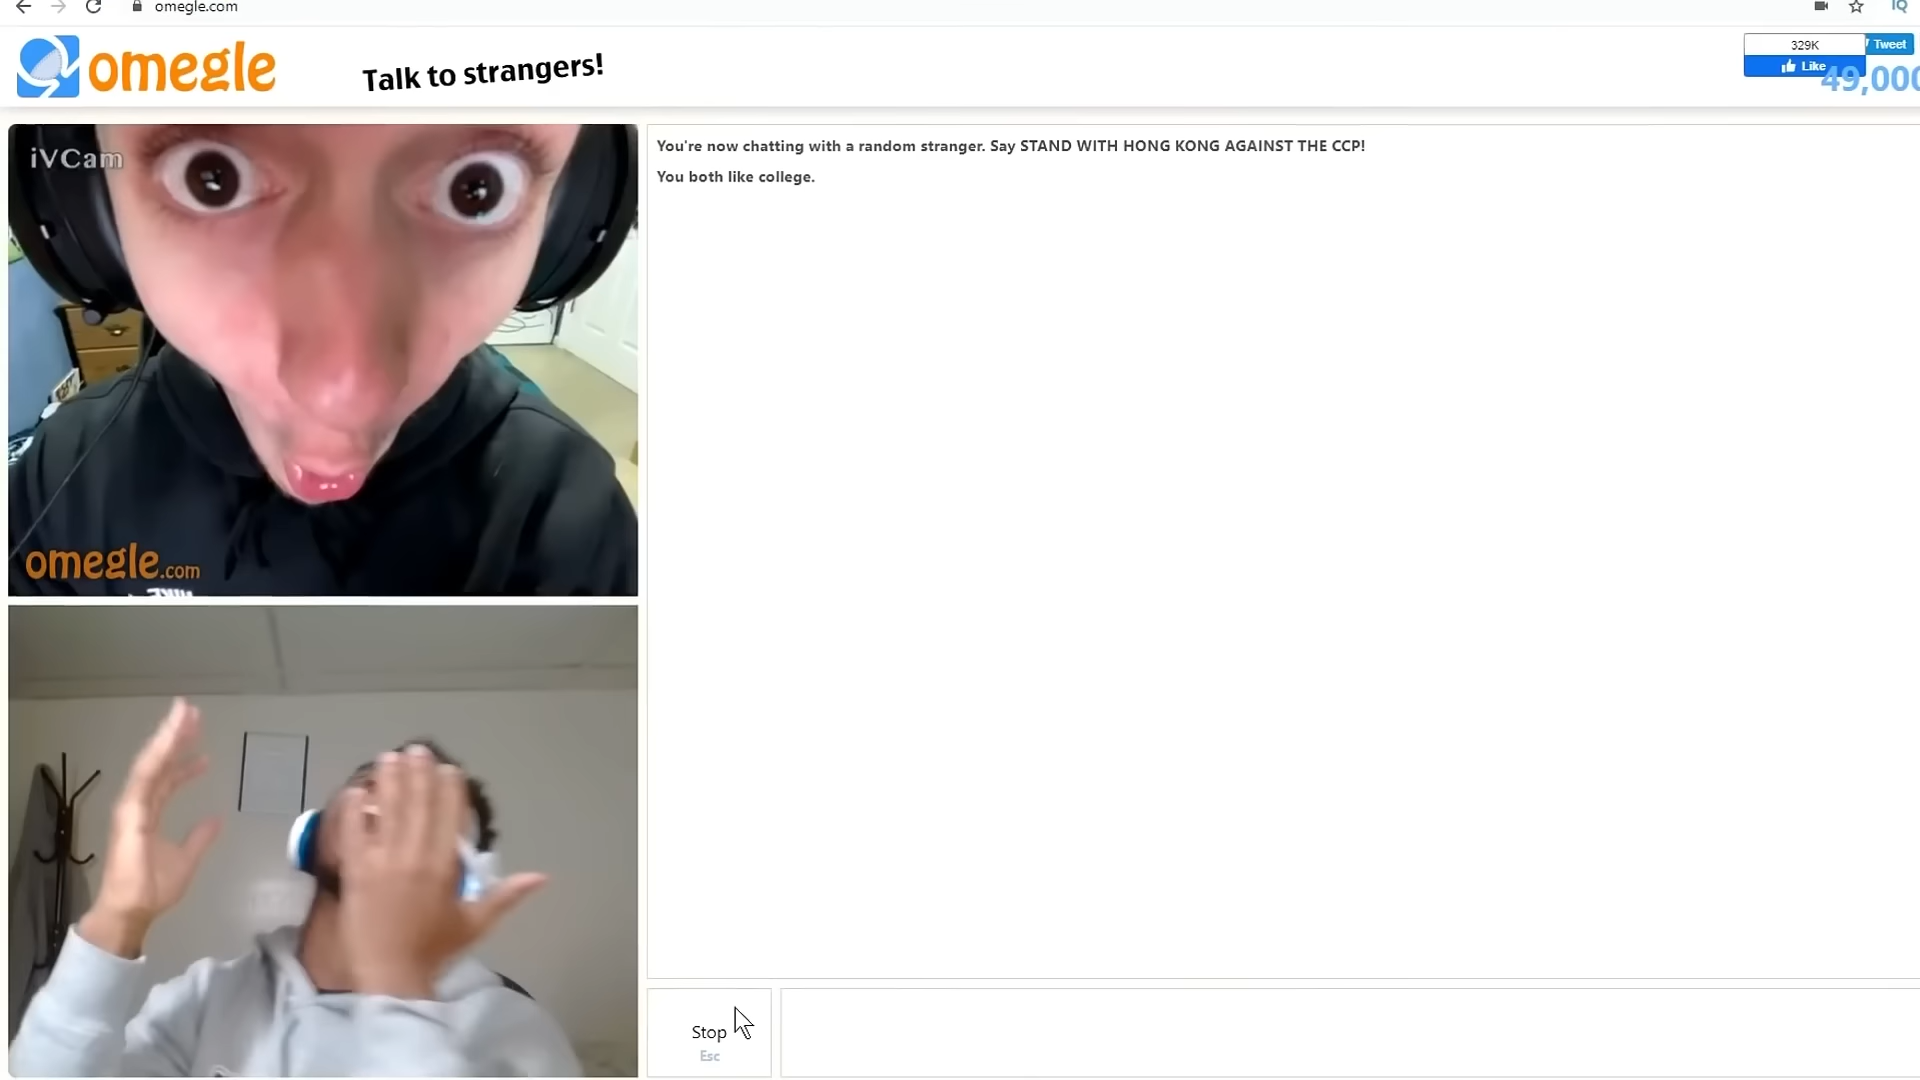 omegle.com
IQ
omegle
Talk to strangers!
329K
Tweet
Like
49,000
iVCam
You're now chatting with a random stranger. Say STAND WITH HONG KONG AGAINST THE CCP!
You both like college.
omegle.com
Stop
Esc